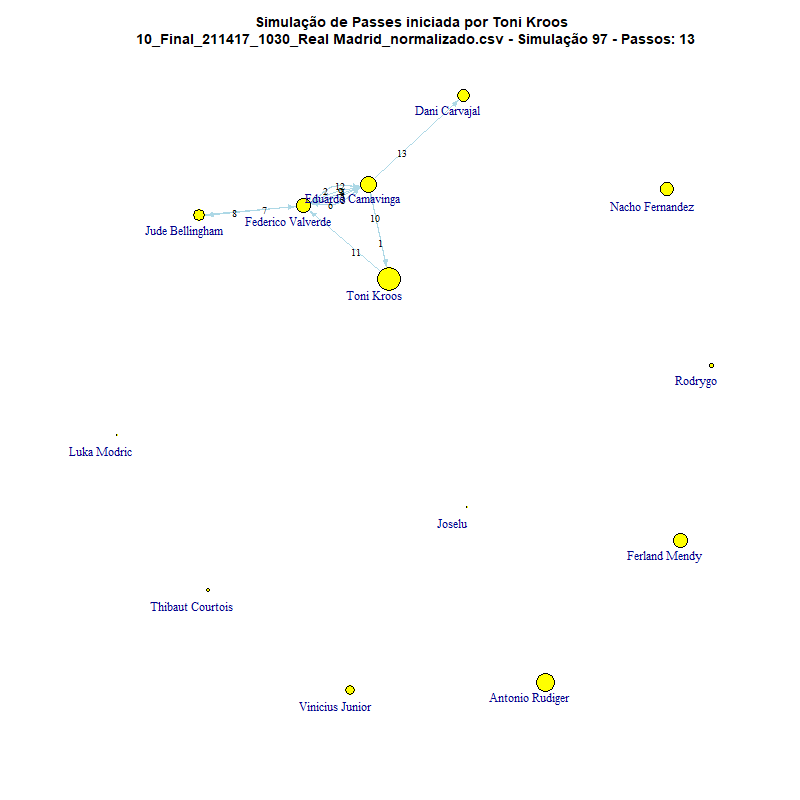 Simulação de Passes iniciada por Toni Kroos
10_Final_211417_1030_Real Madrid_normalizado.csv - Simulação 97 - Passos: 13
Dani Carvajal
13
12
2
Eduardo Camavinga
Nacho Fernandez
6
8
7
Federico Valverde
10
Jude Bellingham
1
11
Toni Kroos
Rodrygo
Luka Modric
Joselu
Ferland Mendy
Thibaut Courtois
Antonio Rudiger
Vinicius Junior